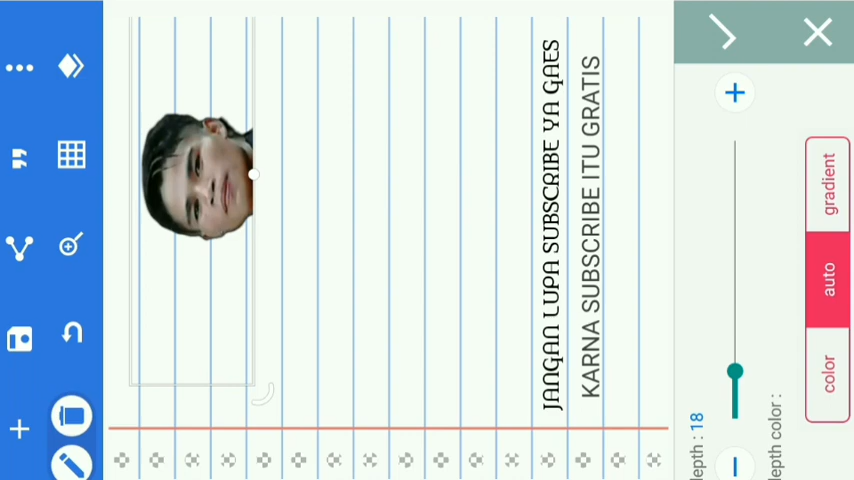 JANGAN LUPA SUBSCRIBE YA GAES
KARNA SUBSCRIBE ITU GRATIS
depth : 18
depth color :
color
auto
gradient